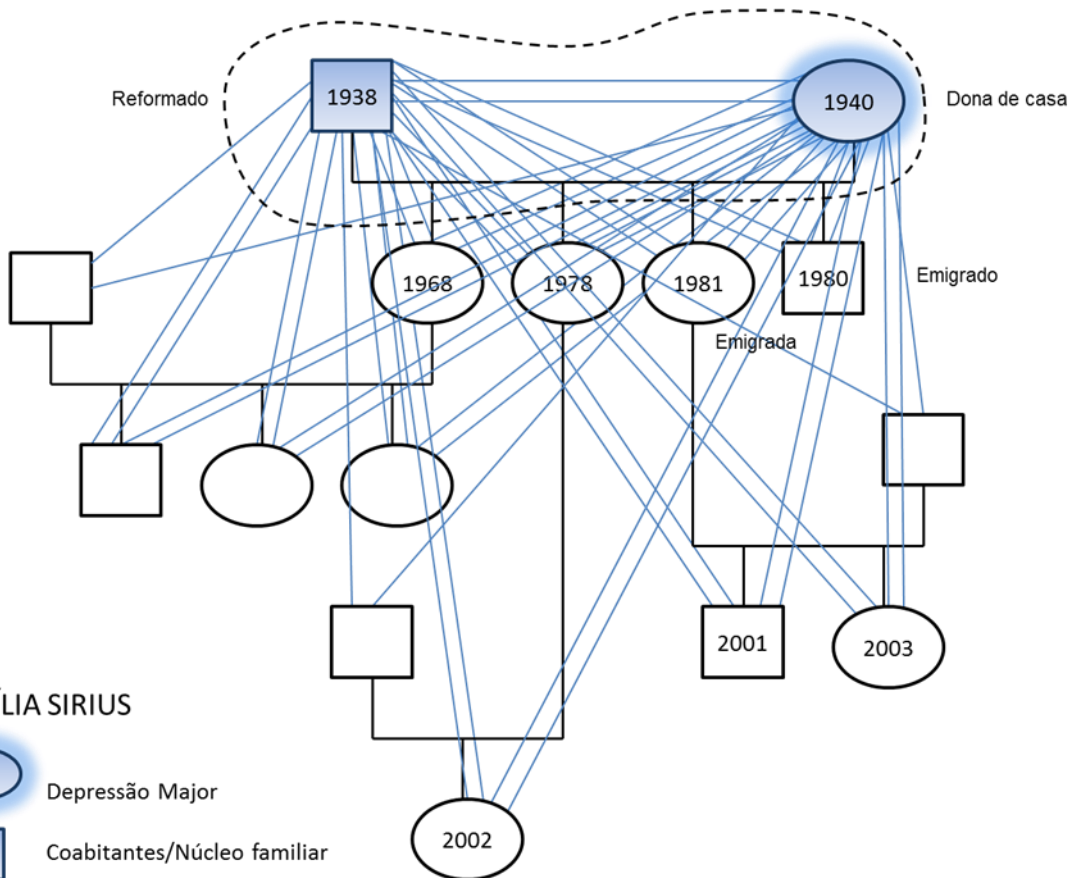 1938
1940
Reformado
Dona de casa
1968
1978
1981
1980
Emigrado
Emigrada
2001
2003
LIA SIRIUS
Depressão Major
Coabitantes/Núcleo familiar
2002